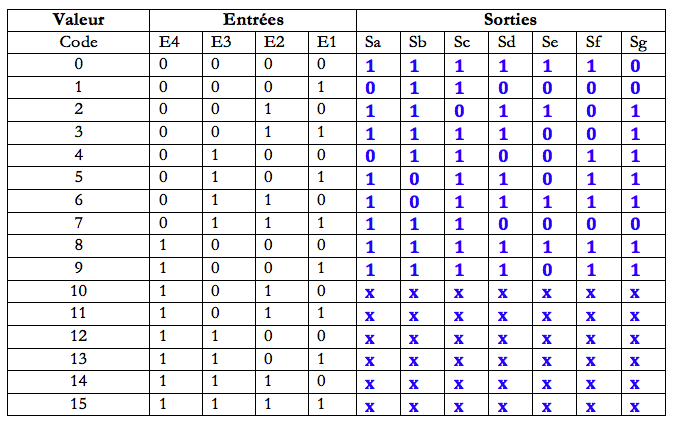 Valeur Entrées Sorties
Code E4 E3 E2 E1 Sa Sb Sc Sd Se Sf Sg
0 0 0 0 0 1 1 1 1 1 1 0
1 0 0 0 1 0 1 1 0 0 0 0
2 0 0 1 0 1 1 0 1 1 0 1
3 0 0 1 1 1 1 1 1 0 0 1
4 0 1 0 0 0 1 1 0 0 1 1
5 0 1 0 1 1 0 1 1 0 1 1
6 0 1 1 0 1 0 1 1 1 1 1
7 0 1 1 1 1 1 1 0 0 0 0
8 1 0 0 0 1 1 1 1 1 1 1
9 1 0 0 1 1 1 1 1 0 1 1
10 1 0 1 0 x x x x x x x
11 1 0 1 1 x x x x x x x
12 1 1 0 0 x x x x x x x
13 1 1 0 1 x x x x x x x
14 1 1 1 0 x x x x x x x
15 1 1 1 1 x x x x x x x